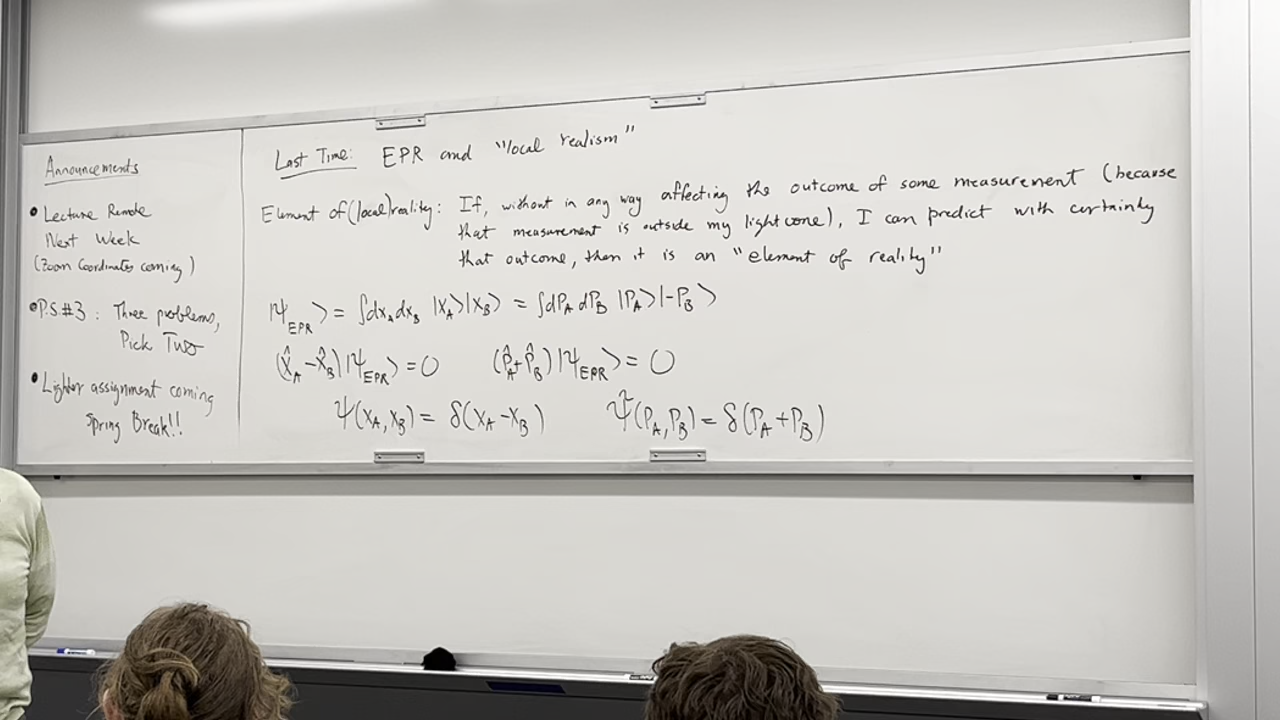 Announcements
• Lecture Remote
Next Week
(Zoom Coordinates coming)
• P.S.#3 : Three problems,
Pick Two
• Lighter assignment coming
Spring Break!!
Last Time: EPR and "local realism"
Element of (local) reality: If, without in any way affecting the outcome of some measurement (because
that measurement is outside my lightcone), I can predict with certainty
that outcome, then it is an "element of reality"
|Ψ_EPR⟩ = ∫dx_A dx_B |x_A⟩|x_B⟩ = ∫dP_A dP_B |P_A⟩|-P_B⟩
(X̂_A - X̂_B)|Ψ_EPR⟩ = 0 (P̂_A + P̂_B)|Ψ_EPR⟩ = 0
Ψ(x_A, x_B) = δ(x_A - x_B) Ψ̃(P_A, P_B) = δ(P_A + P_B)